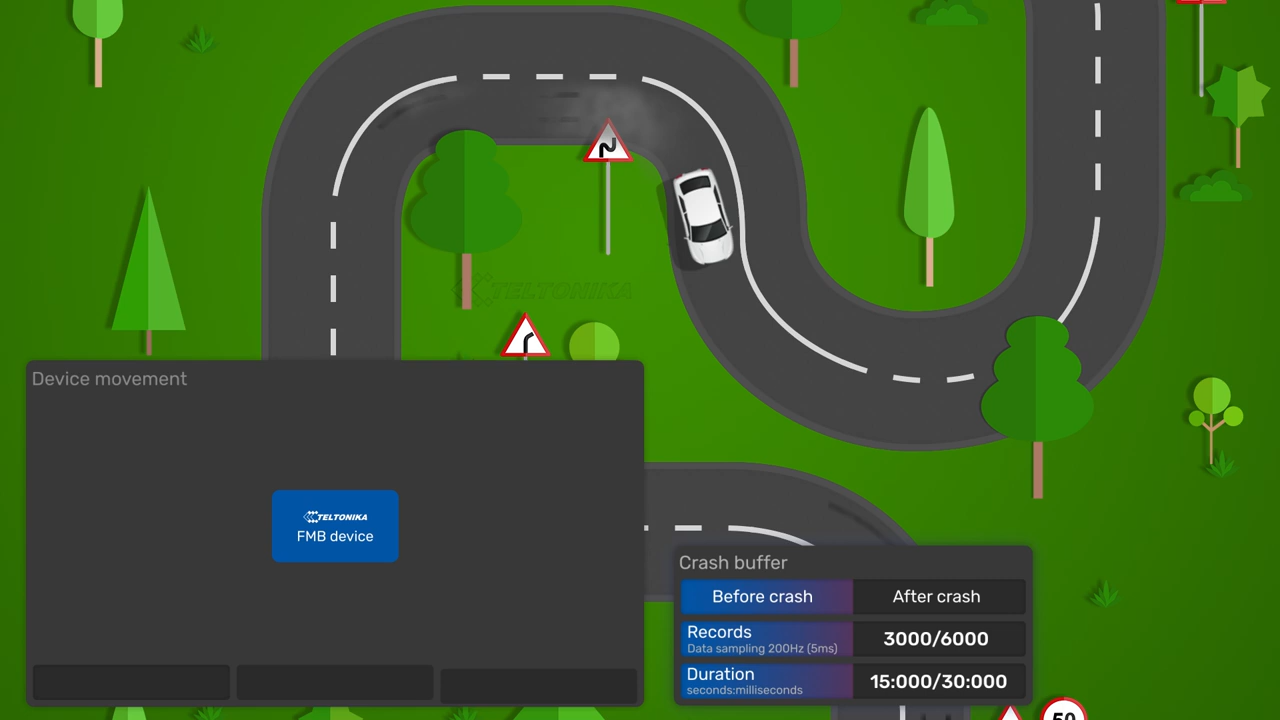 TELTONIKA
Device movement
TELTONIKA
FMB device
Crash buffer
Before crash
After crash
Records
Data sampling 200Hz (5ms)
3000/6000
Duration
seconds:milliseconds
15:000/30:000
50